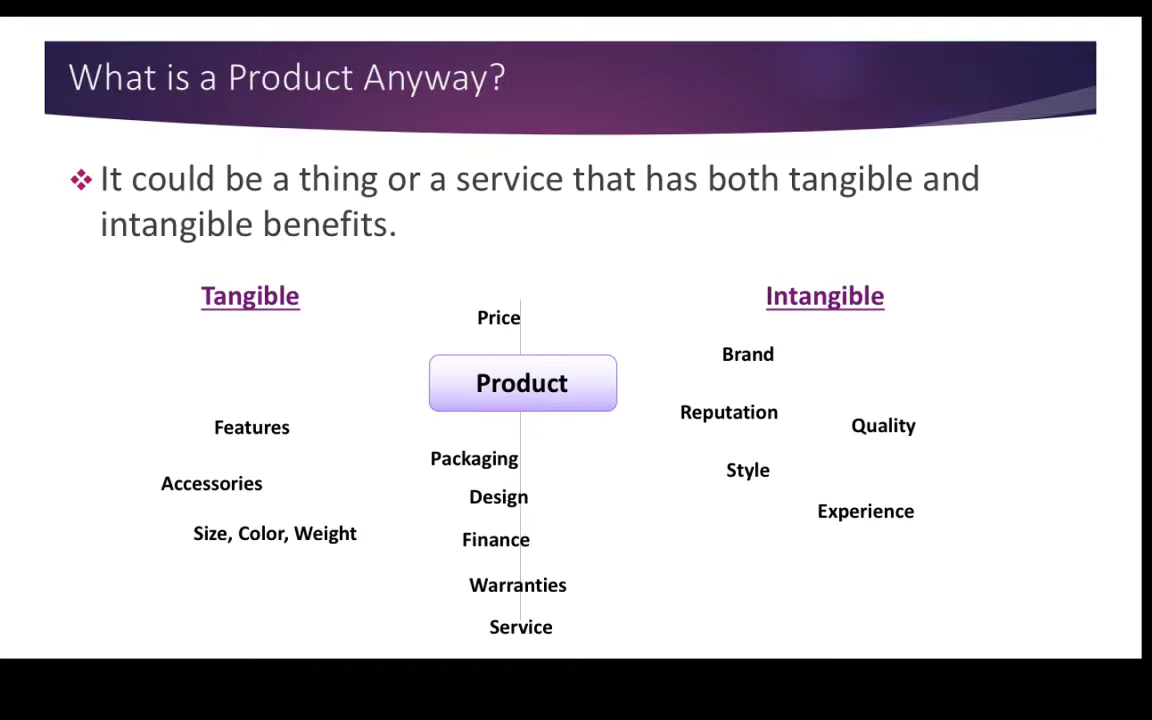 What is a Product Anyway?
It could be a thing or a service that has both tangible and
intangible benefits.
Tangible
Intangible
Price
Brand
Product
Reputation
Features
Quality
Packaging
Style
Accessories
Design
Experience
Size, Color, Weight
Finance
Warranties
Service